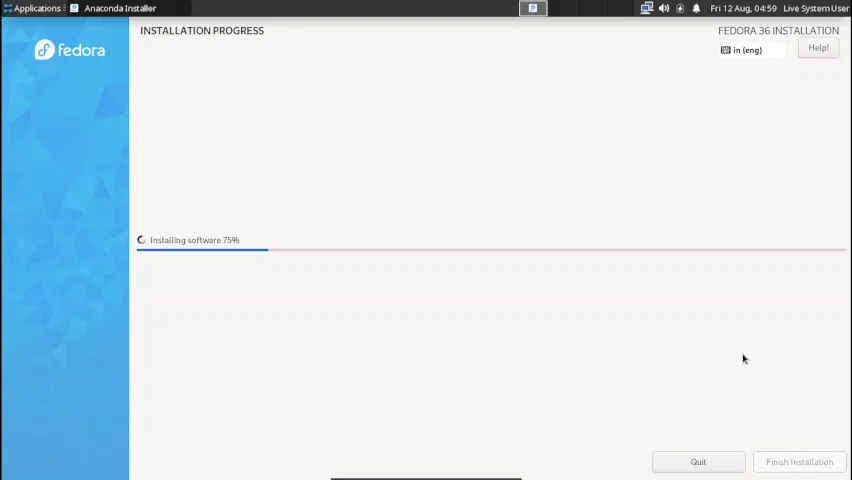 Applications Anaconda Installer Fri 12 Aug, 04:59 Live System User
fedora
INSTALLATION PROGRESS
FEDORA 36 INSTALLATION
in (eng)
Help!
Installing software 75%
Quit
Finish Installation